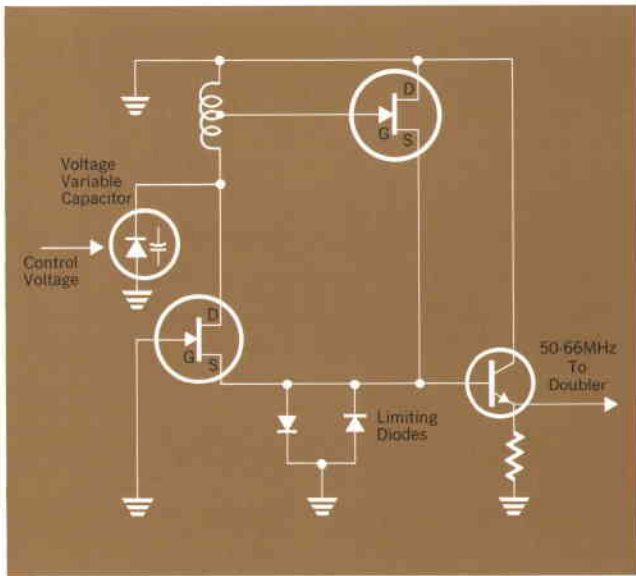 D
G
S
Voltage
Variable
Capacitor
Control
Voltage
D
G
S
50-66MHz
To
Doubler
Limiting
Diodes